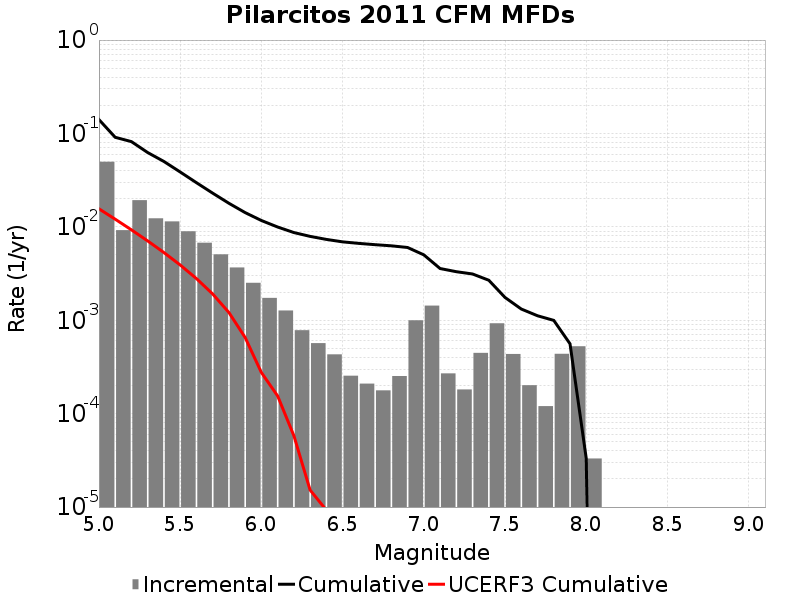 Pilarcitos 2011 CFM MFDs
10^0
10^-1
10^-2
10^-3
10^-4
10^-5
Rate (1/yr)
5.0 5.5 6.0 6.5 7.0 7.5 8.0 8.5 9.0
Magnitude
Incremental Cumulative UCERF3 Cumulative